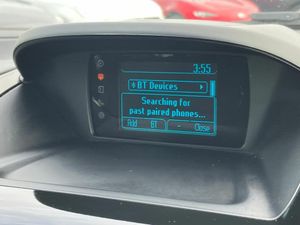 3:55
BT Devices
Searching for
past paired phones...
Add BT - Close